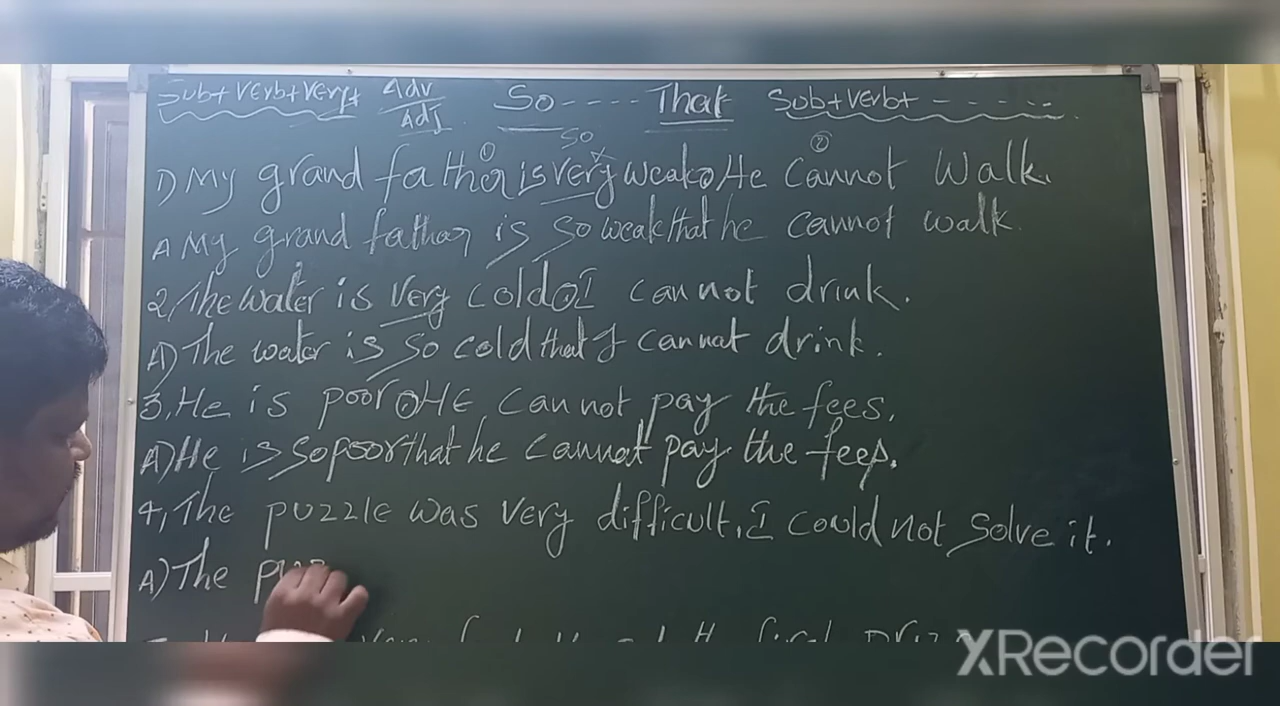 Sub+Verb+Very+ Adv/Adj So---- That Sub+Verb+------
So
1) My grand father is very weak. He cannot walk.
A My grand father is so weak that he cannot walk.
2, The water is very cold. I can not drink.
A) The water is so cold that I cannot drink.
3, He is poor. He cannot pay the fees.
A) He is so poor that he cannot pay the fees.
4, The puzzle was very difficult. I could not solve it.
A) The puz
XRecorder